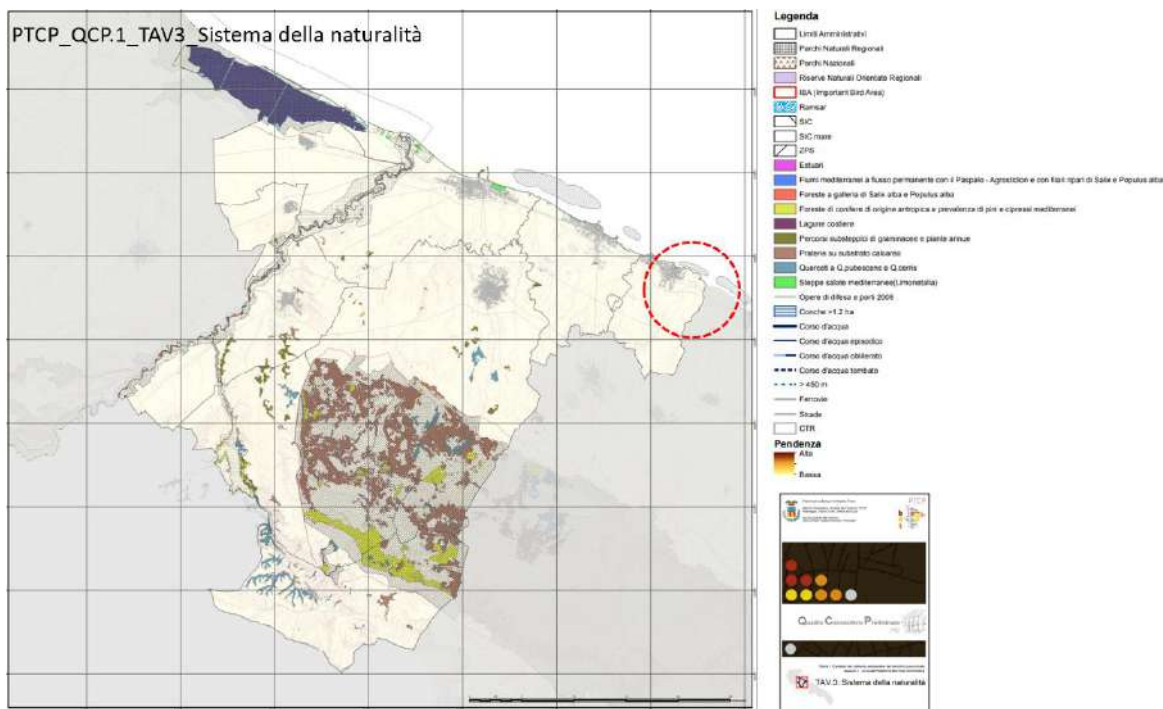 PTCP_QCP.1_TAV3_Sistema della naturalità
Legenda
Limiti Amministrativi
Parchi Naturali Regionali
Parchi Nazionali
Riserve Naturali Orientate Regionali
IBA (Important Bird Area)
Ramsar
SIC
SIC mare
ZPS
Estuari
Fiumi mediterranei a flusso permanente con il Paspalo - Agrostidion e con filari ripari di Salix e Populus alba
Foreste a galleria di Salix alba e Populus alba
Foreste di conifere di origine antropica a prevalenza di pini e cipressi mediterranei
Lagune costiere
Percorsi substeppici di graminacee e piante annue
Praterie su substrato calcareo
Querceti a Q.pubescens e Q.cerris
Steppe salate mediterranee(Limonetalia)
Opere di difesa e porti 2008
Conche >1.2 ha
Corso d'acqua
Corso d'acqua episodico
Corso d'acqua obliterato
Corso d'acqua tombato
> 450 m
Ferrovie
Strade
CTR
Pendenza
Alta
Bassa
PTCP
Quadro Conoscitivo Preliminare
TAV.3: Sistema della naturalità